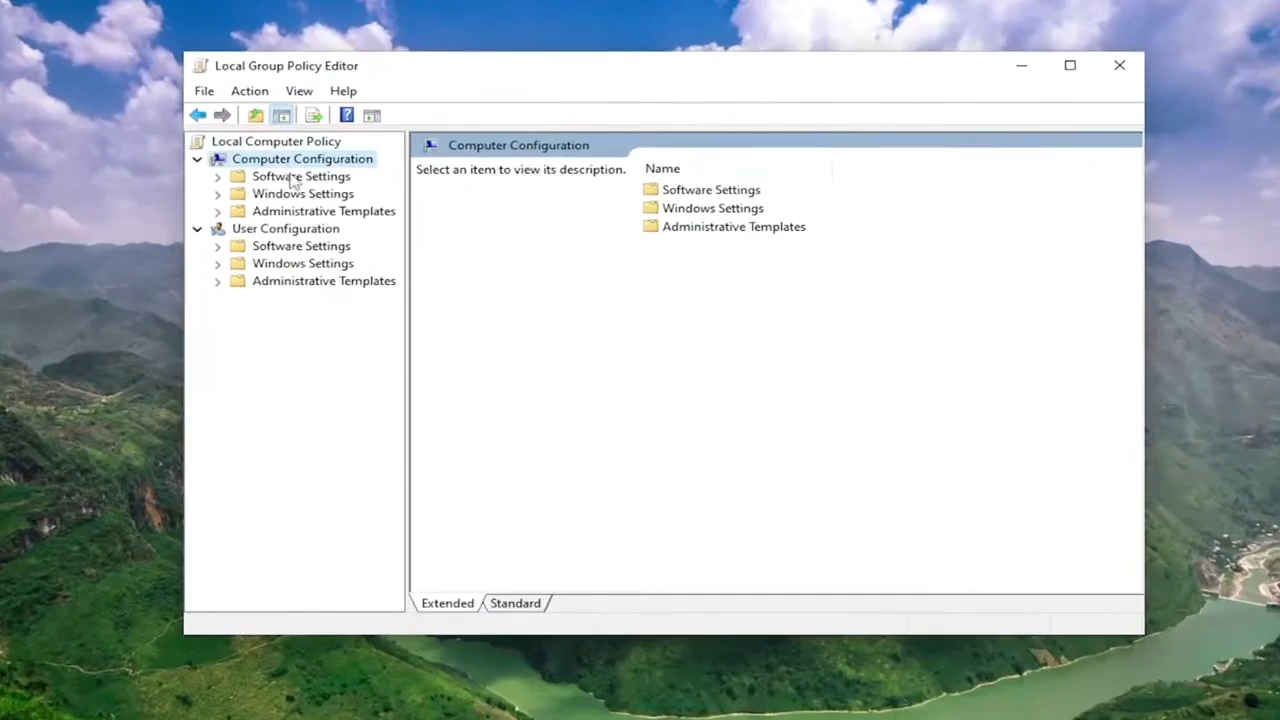 Local Group Policy Editor
File Action View Help
Local Computer Policy
Computer Configuration
Software Settings
Windows Settings
Administrative Templates
User Configuration
Software Settings
Windows Settings
Administrative Templates
Computer Configuration
Select an item to view its description.
Name
Software Settings
Windows Settings
Administrative Templates
Extended Standard